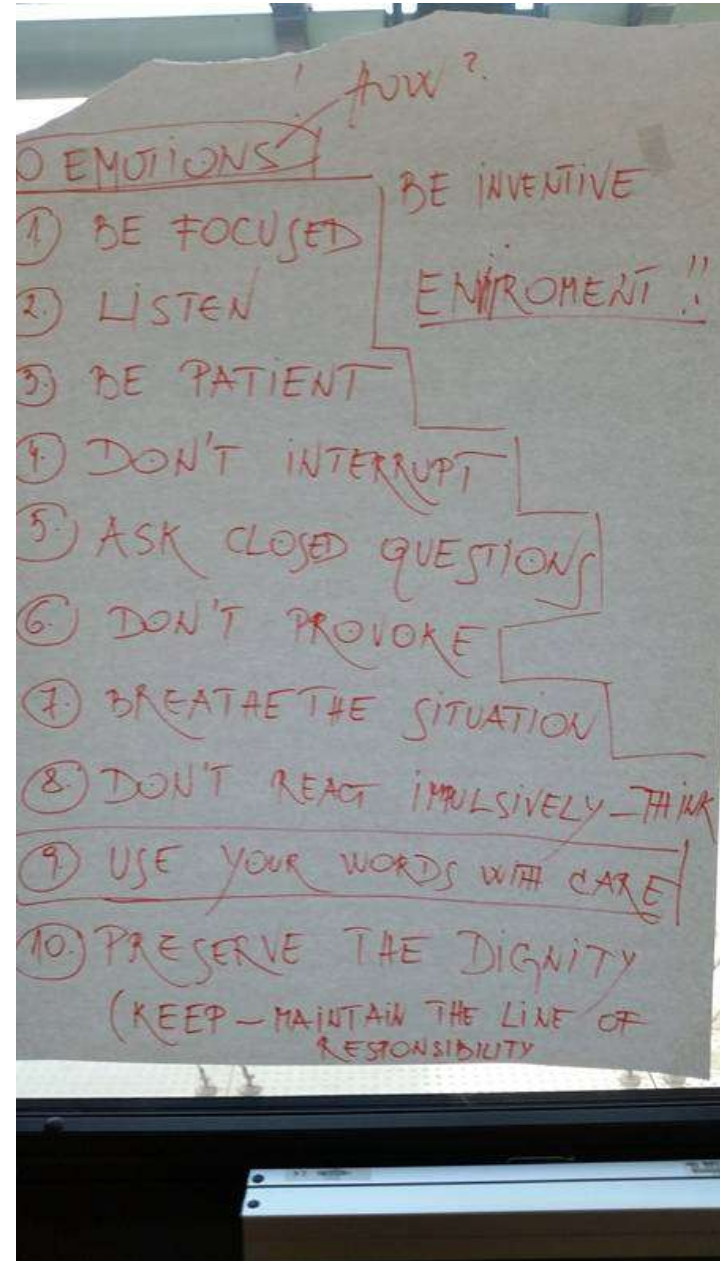 ! HOW?
O EMOTIONS
BE INVENTIVE
ENVIROMENT !!
1) BE FOCUSED
2.) LISTEN
3.) BE PATIENT
4.) DON'T INTERRUPT
5.) ASK CLOSED QUESTIONS
6.) DON'T PROVOKE
7.) BREATHE THE SITUATION
8.) DON'T REACT IMPULSIVELY – THINK
9.) USE YOUR WORDS WITH CARE
10.) PRESERVE THE DIGNITY
(KEEP – MAINTAIN THE LINE OF
RESPONSIBILITY